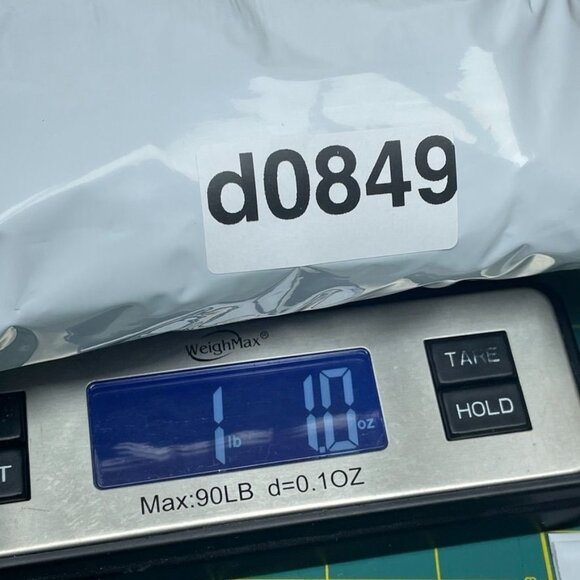 d0849
WeighMax®
TARE
1 lb 1.0 oz
HOLD
T
Max:90LB d=0.1OZ